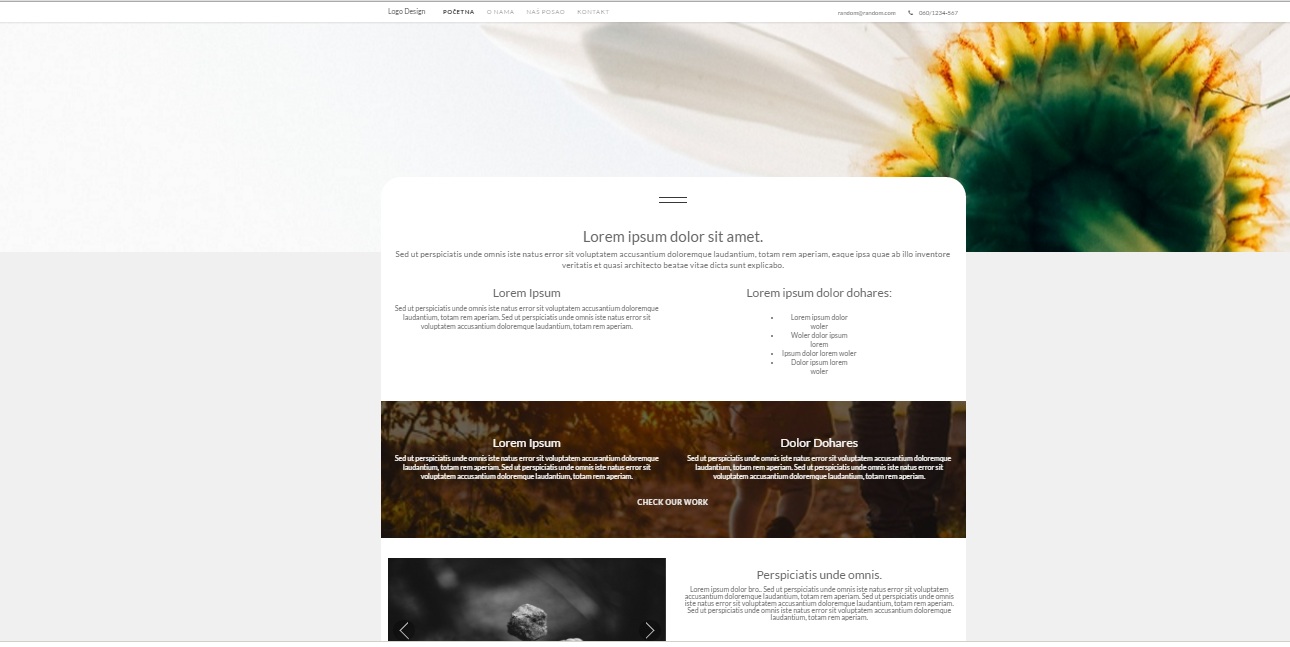 Logo Design
POČETNA
O NAMA
NAŠ POSAO
KONTAKT
random@random.com
060/1234-567
Lorem ipsum dolor sit amet.
Sed ut perspiciatis unde omnis iste natus error sit voluptatem accusantium doloremque laudantium, totam rem aperiam, eaque ipsa quae ab illo inventore
veritatis et quasi architecto beatae vitae dicta sunt explicabo.
Lorem Ipsum
Sed ut perspiciatis unde omnis iste natus error sit voluptatem accusantium doloremque
laudantium, totam rem aperiam. Sed ut perspiciatis unde omnis iste natus error sit
voluptatem accusantium doloremque laudantium, totam rem aperiam.
Lorem ipsum dolor dohares:
• Lorem ipsum dolor
woler
• Woler dolor ipsum
lorem
• Ipsum dolor lorem woler
• Dolor ipsum lorem
woler
Lorem Ipsum
Sed ut perspiciatis unde omnis iste natus error sit voluptatem accusantium doloremque
laudantium, totam rem aperiam. Sed ut perspiciatis unde omnis iste natus error sit
voluptatem accusantium doloremque laudantium, totam rem aperiam.
Dolor Dohares
Sed ut perspiciatis unde omnis iste natus error sit voluptatem accusantium doloremque
laudantium, totam rem aperiam. Sed ut perspiciatis unde omnis iste natus error sit
voluptatem accusantium doloremque laudantium, totam rem aperiam.
CHECK OUR WORK
Perspiciatis unde omnis.
Lorem ipsum dolor bro.. Sed ut perspiciatis unde omnis iste natus error sit voluptatem
accusantium doloremque laudantium, totam rem aperiam. Sed ut perspiciatis unde omnis
iste natus error sit voluptatem accusantium doloremque laudantium, totam rem aperiam.
Sed ut perspiciatis unde omnis iste natus error sit voluptatem accusantium doloremque
laudantium, totam rem aperiam.